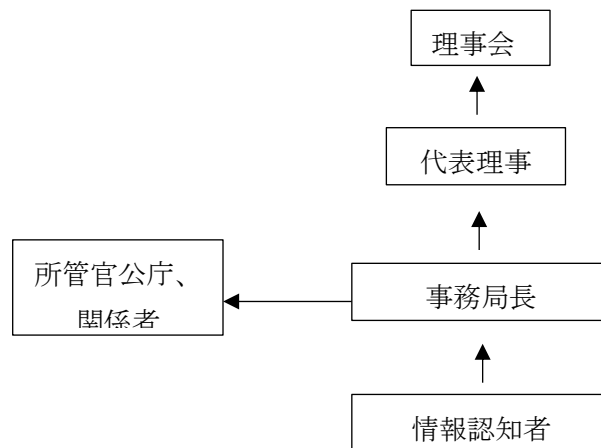 理事会
代表理事
所管官公庁、
関係者
事務局長
情報認知者